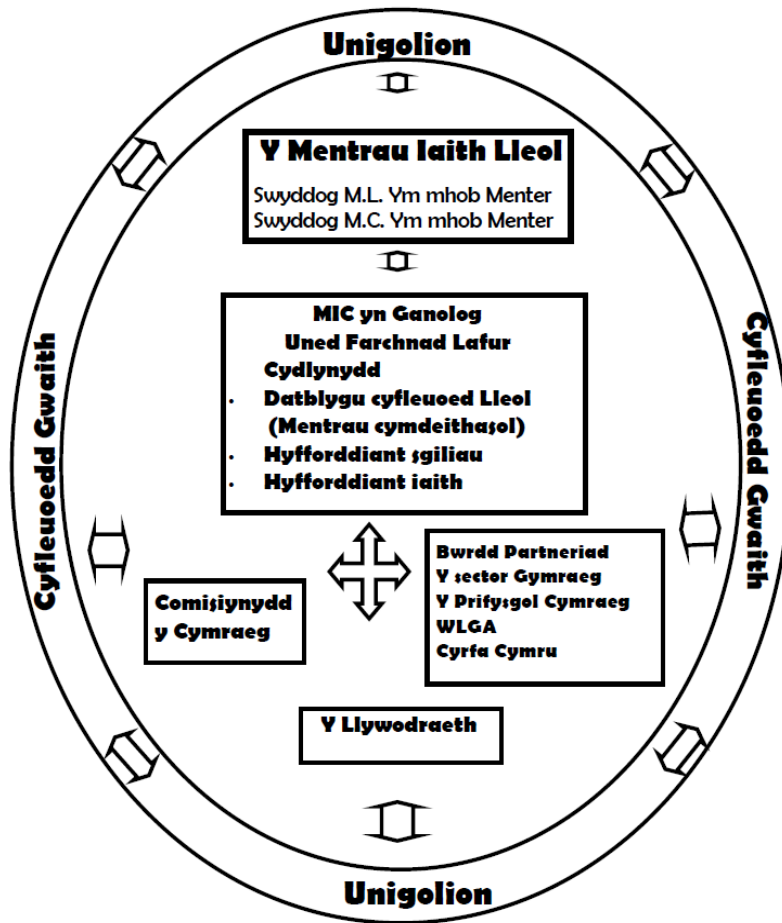 Unigolion
Y Mentrau Iaith Lleol
Swyddog M.L. Ym mhob Menter
Swyddog M.C. Ym mhob Menter
MIC yn Ganolog
Uned Farchnad Lafur
Cydlynydd
• Datblygu cyfleuoed Lleol
(Mentrau cymdeithasol)
• Hyfforddiant sgiliau
• Hyfforddiant iaith
Cyfleuoedd Gwaith
Cyfleuoedd Gwaith
Comisiynydd
y Cymraeg
Bwrdd Partneriad
Y sector Gymraeg
Y Prifysgol Cymraeg
WLGA
Cyrfa Cymru
Y Llywodraeth
Unigolion